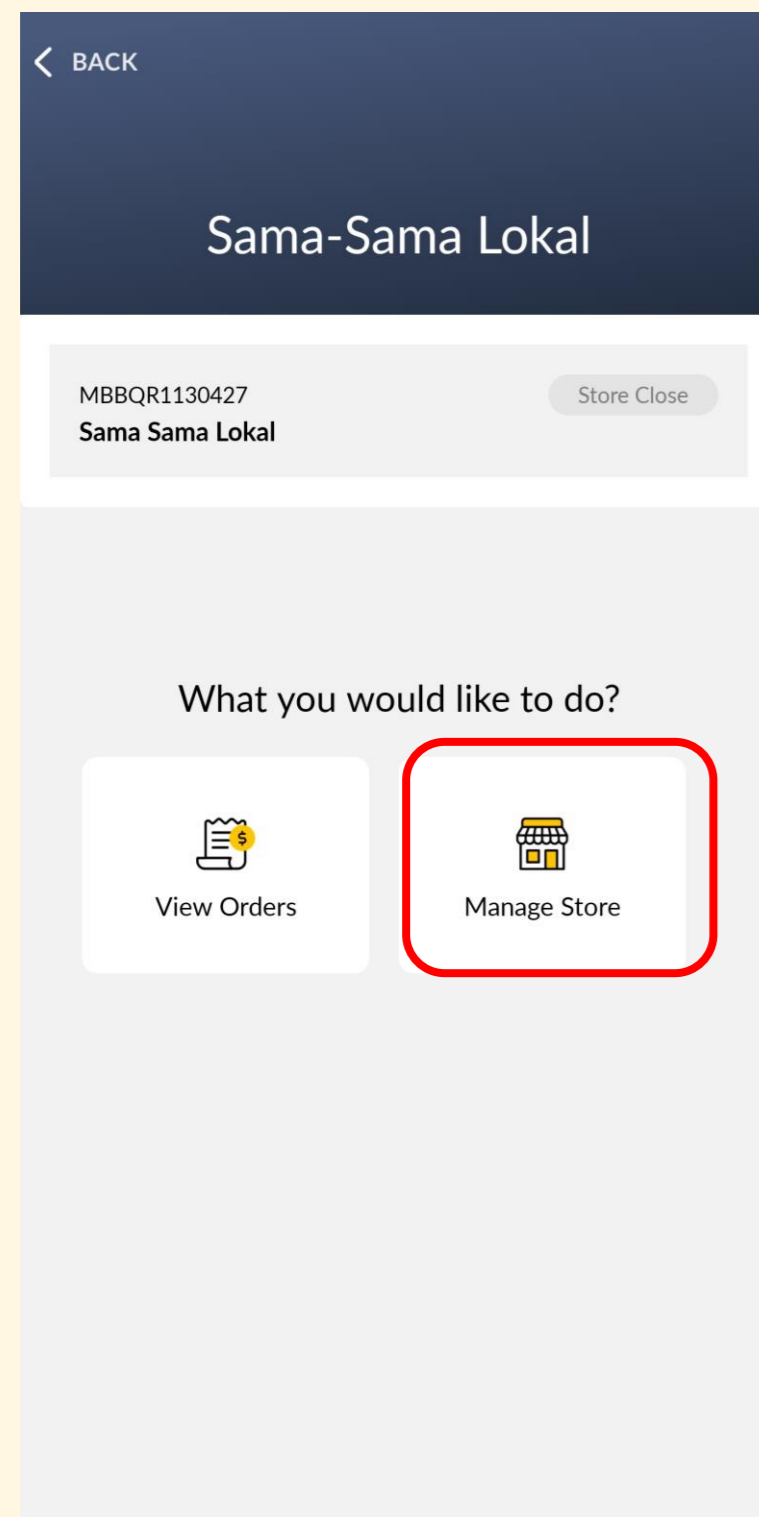 BACK
Sama-Sama Lokal
MBBQR1130427
Store Close
Sama Sama Lokal
What you would like to do?
$
View Orders
Manage Store